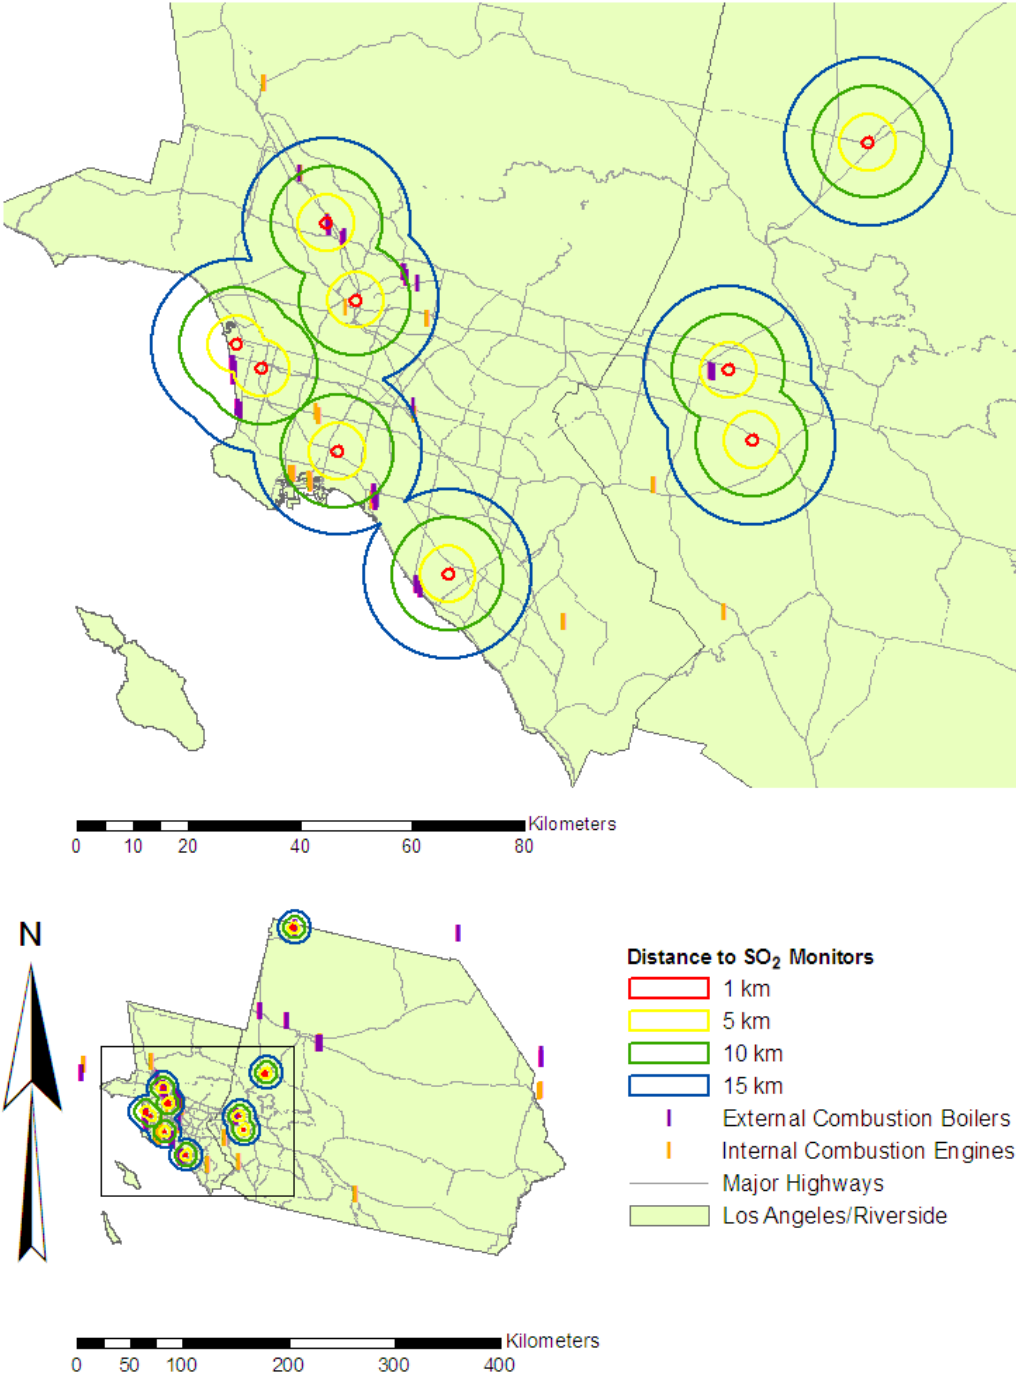 Kilometers
0 10 20 40 60 80
N
Distance to SO2 Monitors
1 km
5 km
10 km
15 km
External Combustion Boilers
Internal Combustion Engines
Major Highways
Los Angeles/Riverside
Kilometers
0 50 100 200 300 400